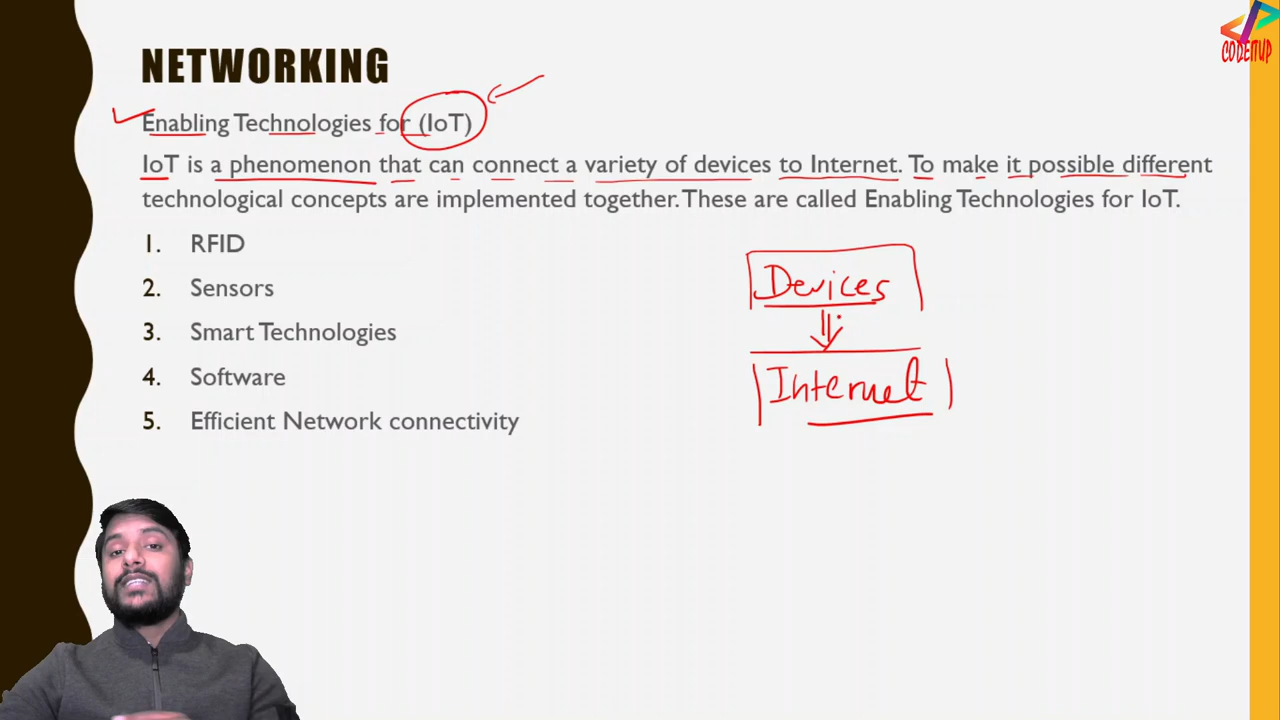 NETWORKING
CODEITUP
Enabling Technologies for (IoT)
IoT is a phenomenon that can connect a variety of devices to Internet. To make it possible different
technological concepts are implemented together. These are called Enabling Technologies for IoT.
1. RFID
2. Sensors
3. Smart Technologies
4. Software
5. Efficient Network connectivity
Devices
Internet